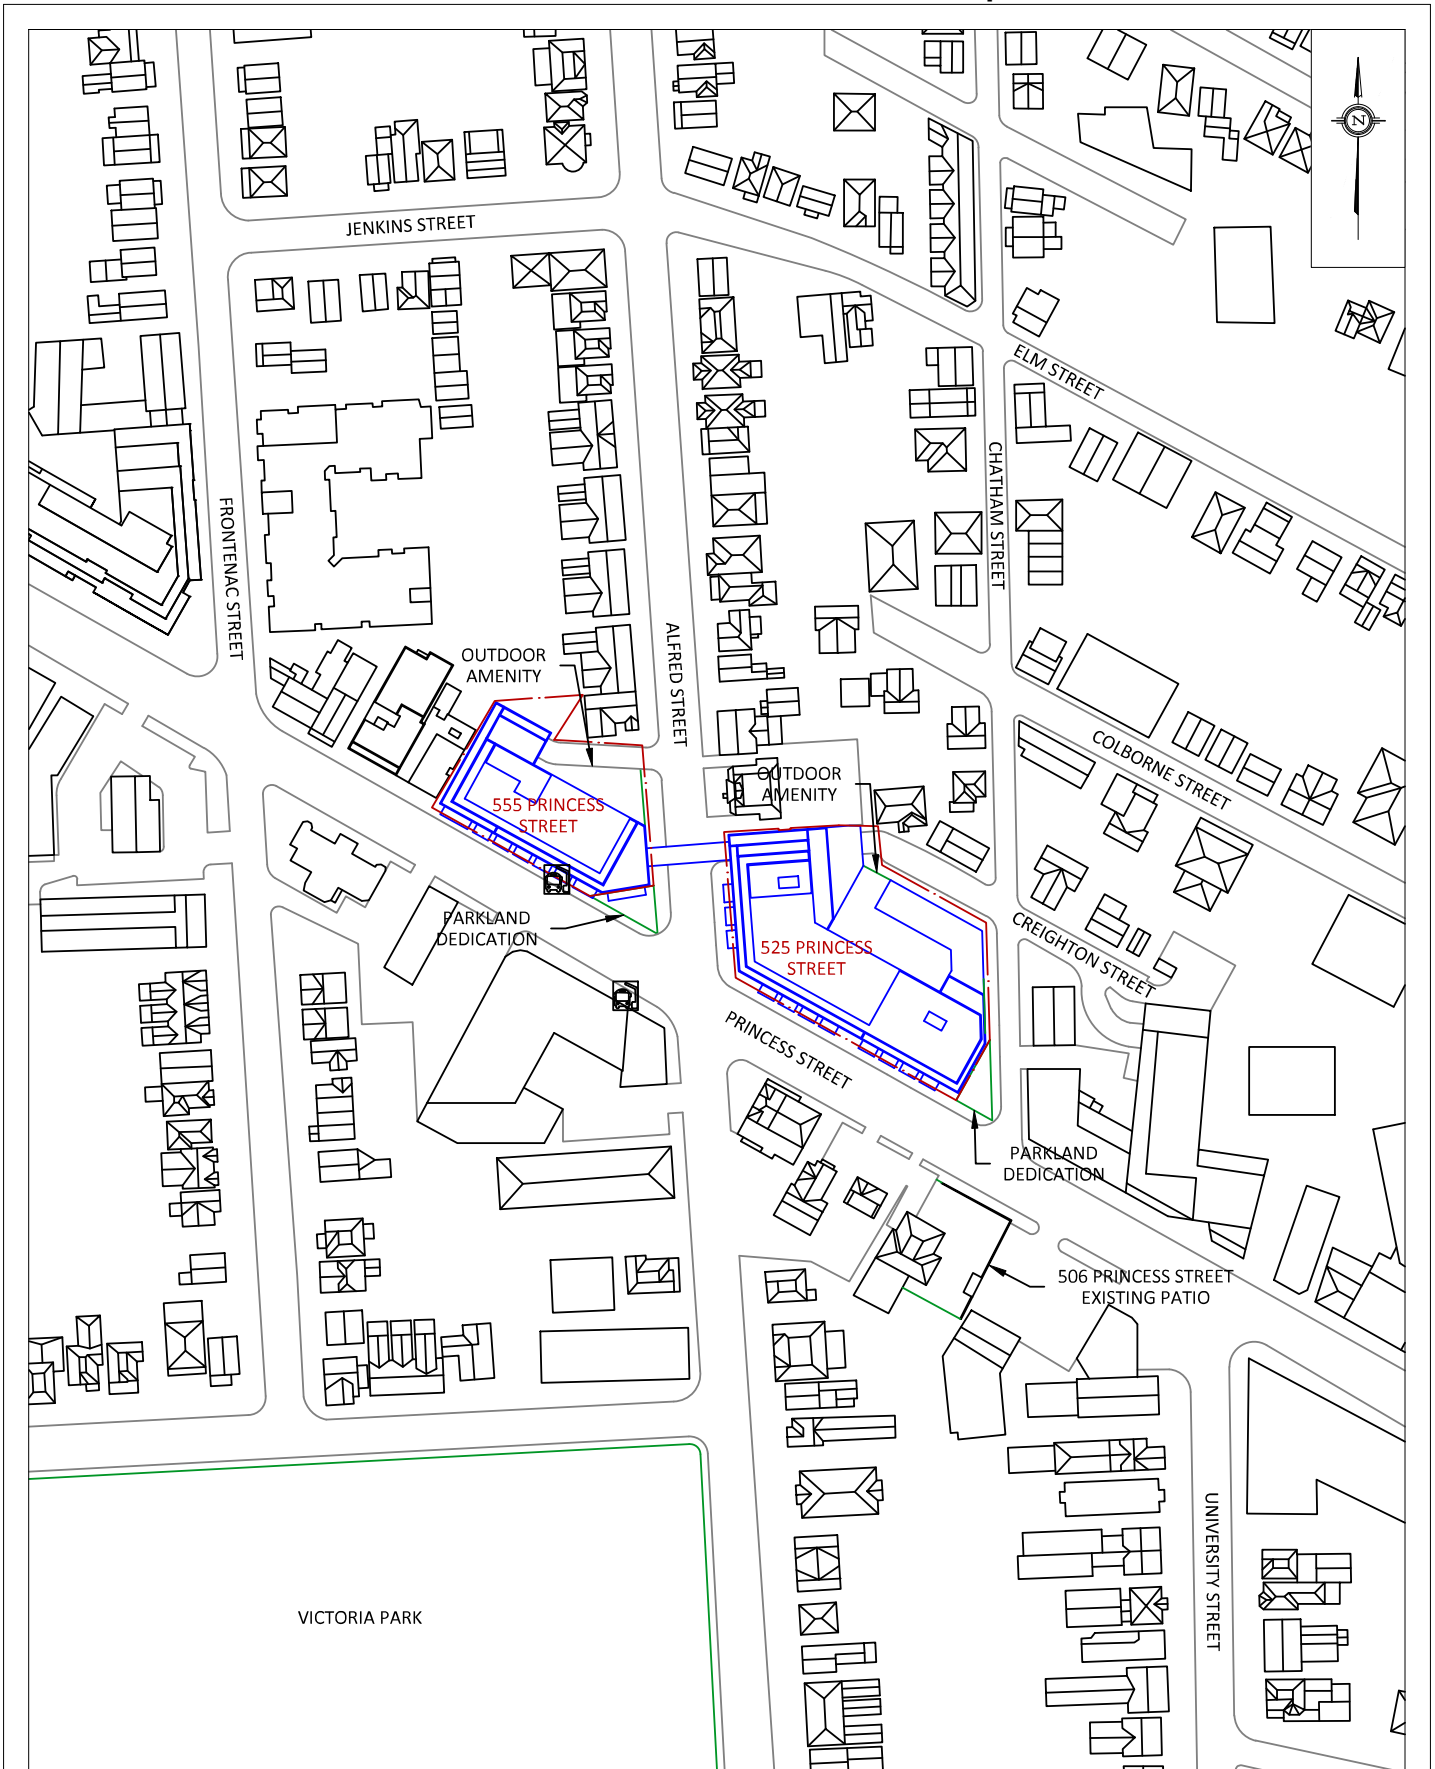 N
JENKINS STREET
ELM STREET
CHATHAM STREET
FRONTENAC STREET
ALFRED STREET
OUTDOOR
AMENITY
COLBORNE STREET
OUTDOOR
AMENITY
555 PRINCESS
STREET
PARKLAND
DEDICATION
CREIGHTON STREET
525 PRINCESS
STREET
PRINCESS STREET
PARKLAND
DEDICATION
506 PRINCESS STREET
EXISTING PATIO
UNIVERSITY STREET
VICTORIA PARK